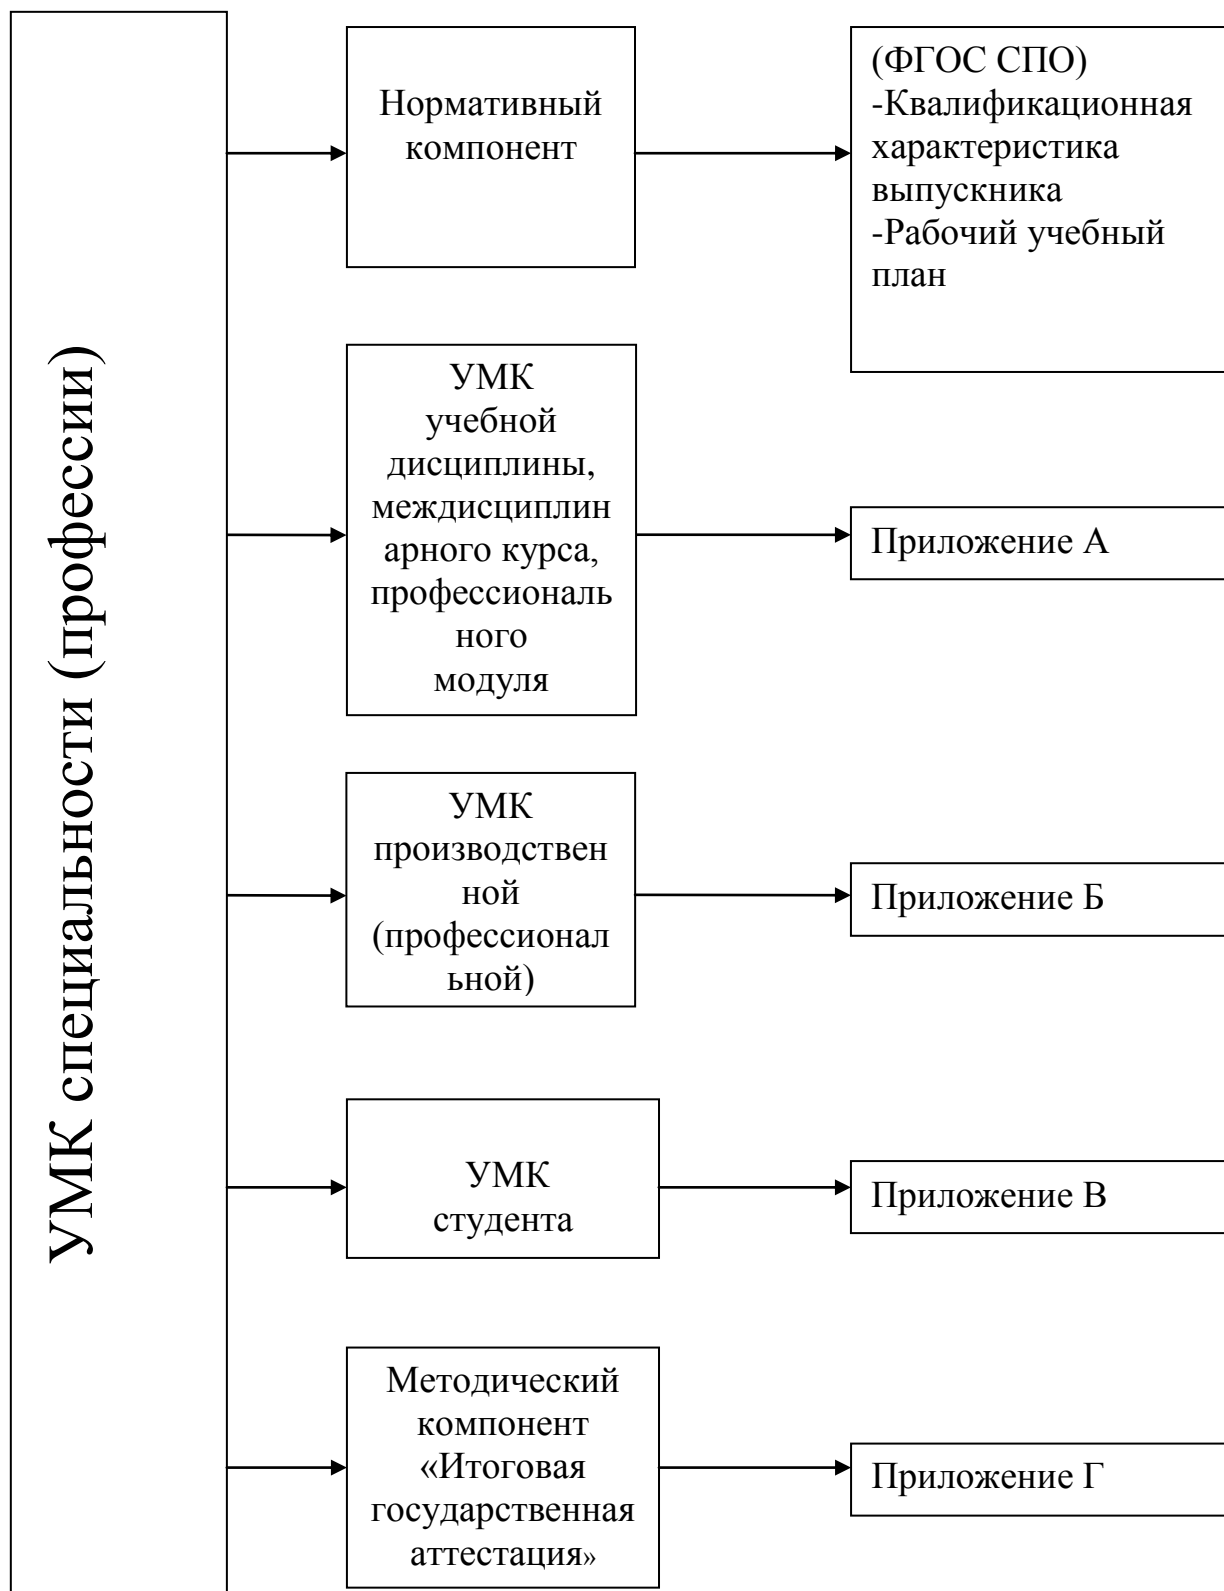 УМК специальности (профессии)
Нормативный
компонент
(ФГОС СПО)
-Квалификационная
характеристика
выпускника
-Рабочий учебный
план
УМК
учебной
дисциплины,
междисциплин
арного курса,
профессиональ
ного
модуля
Приложение А
УМК
производствен
ной
(профессионал
ьной)
Приложение Б
УМК
студента
Приложение В
Методический
компонент
«Итоговая
государственная
аттестация»
Приложение Г